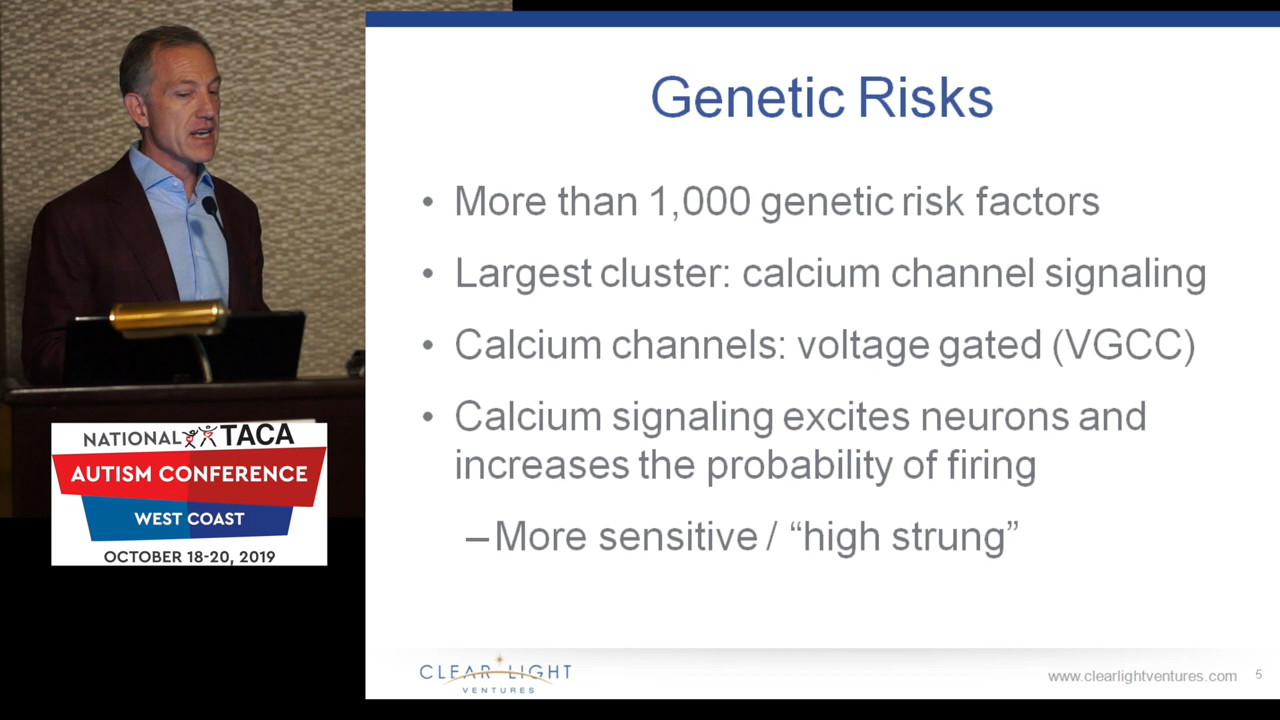 Genetic Risks
• More than 1,000 genetic risk factors
• Largest cluster: calcium channel signaling
• Calcium channels: voltage gated (VGCC)
• Calcium signaling excites neurons and
increases the probability of firing
– More sensitive / “high strung”
NATIONAL TACA
AUTISM CONFERENCE
WEST COAST
OCTOBER 18-20, 2019
CLEAR LIGHT
VENTURES
www.clearlightventures.com 5